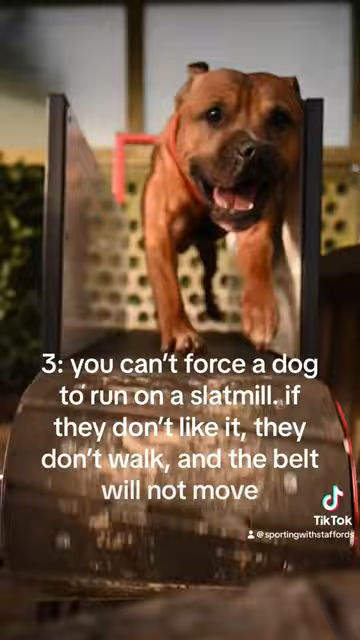 3: you can’t force a dog
to run on a slatmill. if
they don’t like it, they
don’t walk, and the belt
will not move
TikTok
@sportingwithstaffords